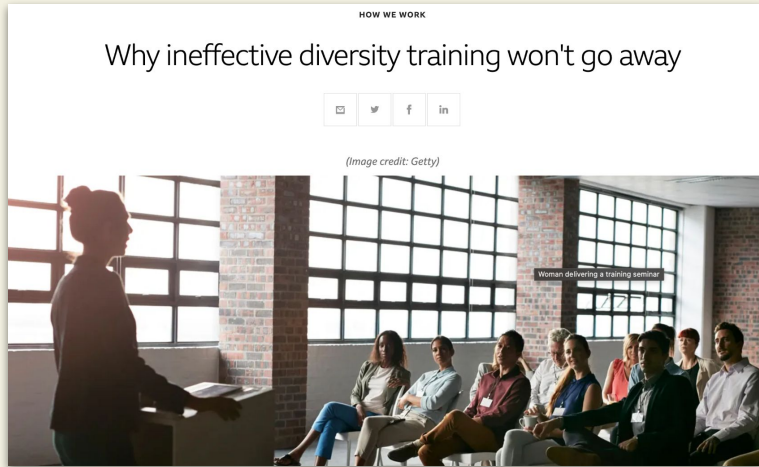 HOW WE WORK
Why ineffective diversity training won't go away
(Image credit: Getty)
Woman delivering a training seminar